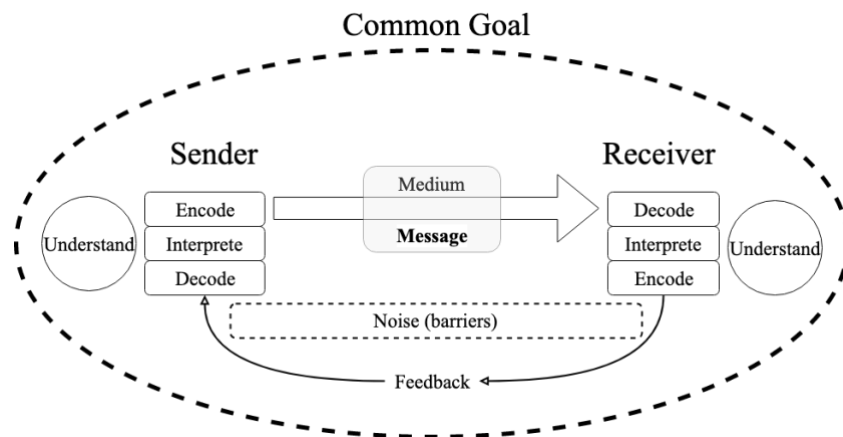 Common Goal
Sender
Receiver
Medium
Message
Encode
Interprete
Decode
Understand
Decode
Interprete
Encode
Understand
Noise (barriers)
Feedback